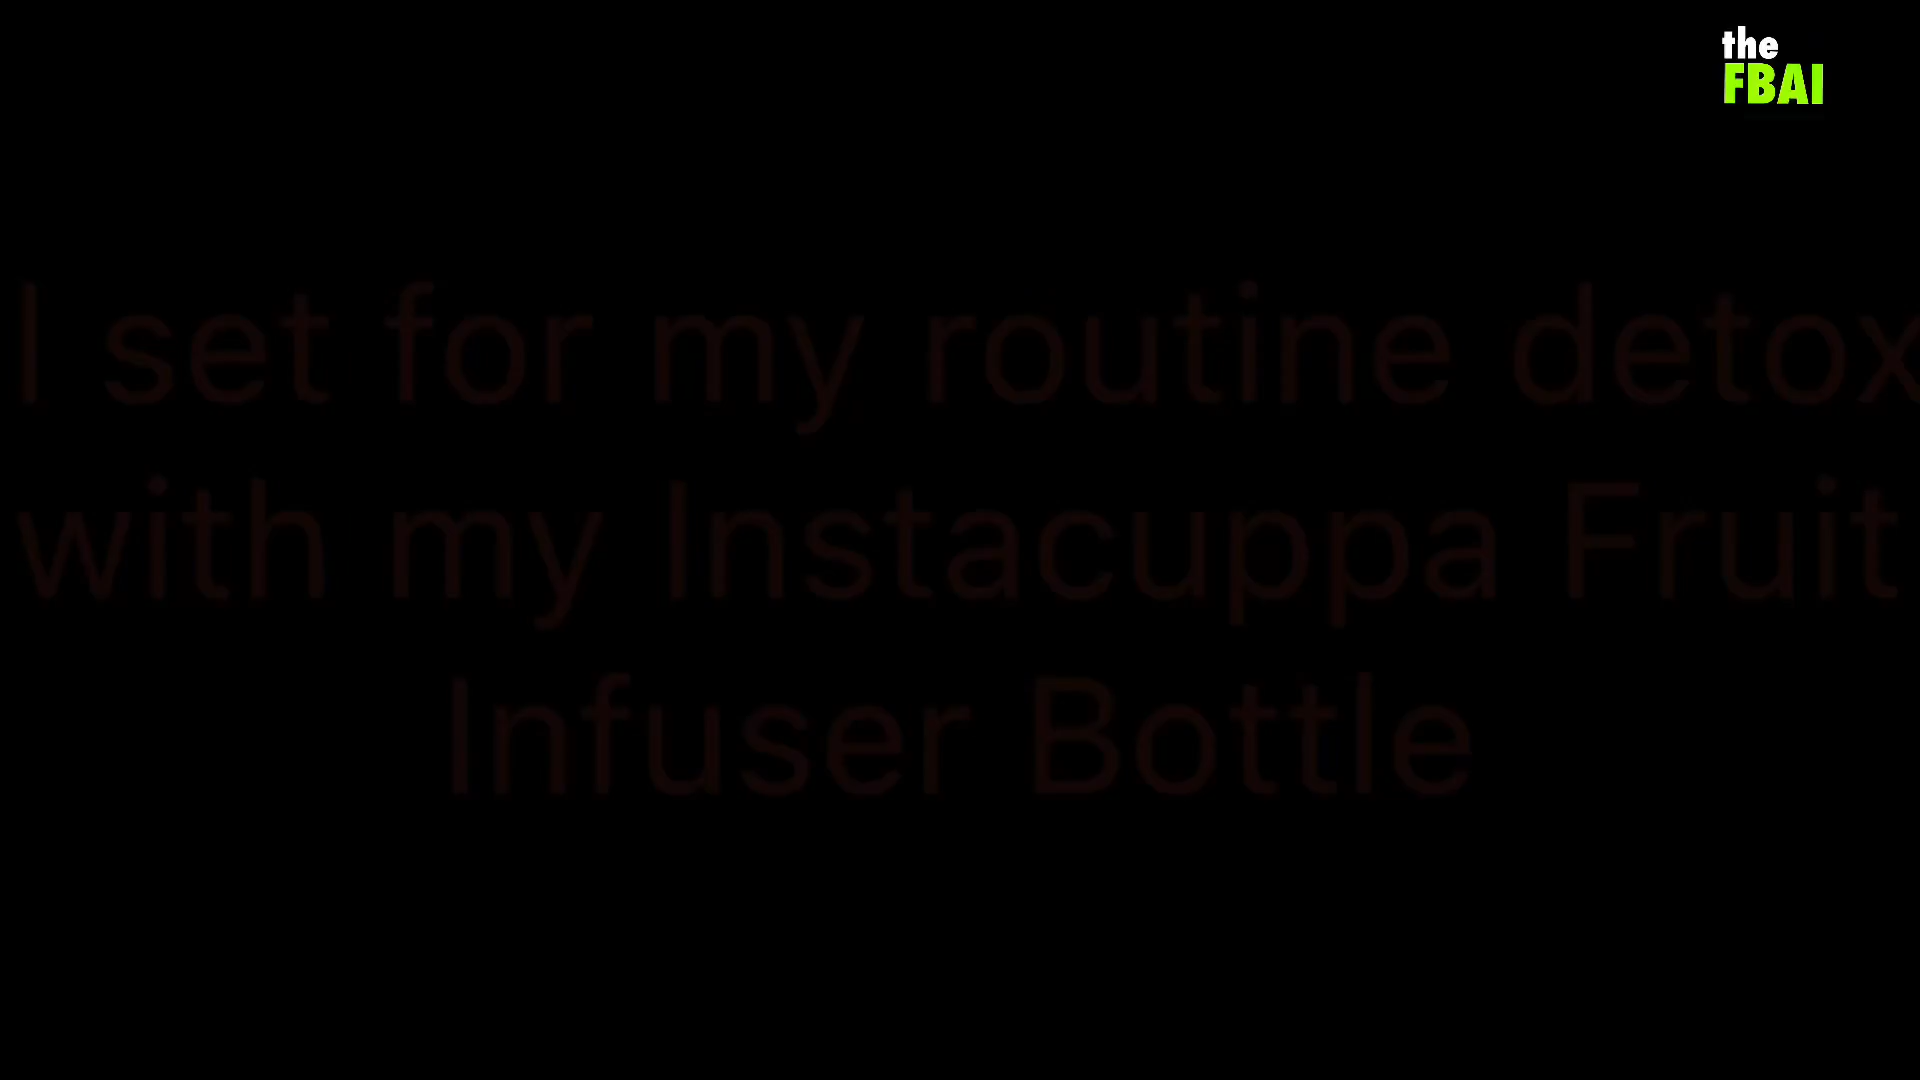 the
FBAI
I set for my routine detox
with my Instacuppa Fruit
Infuser Bottle